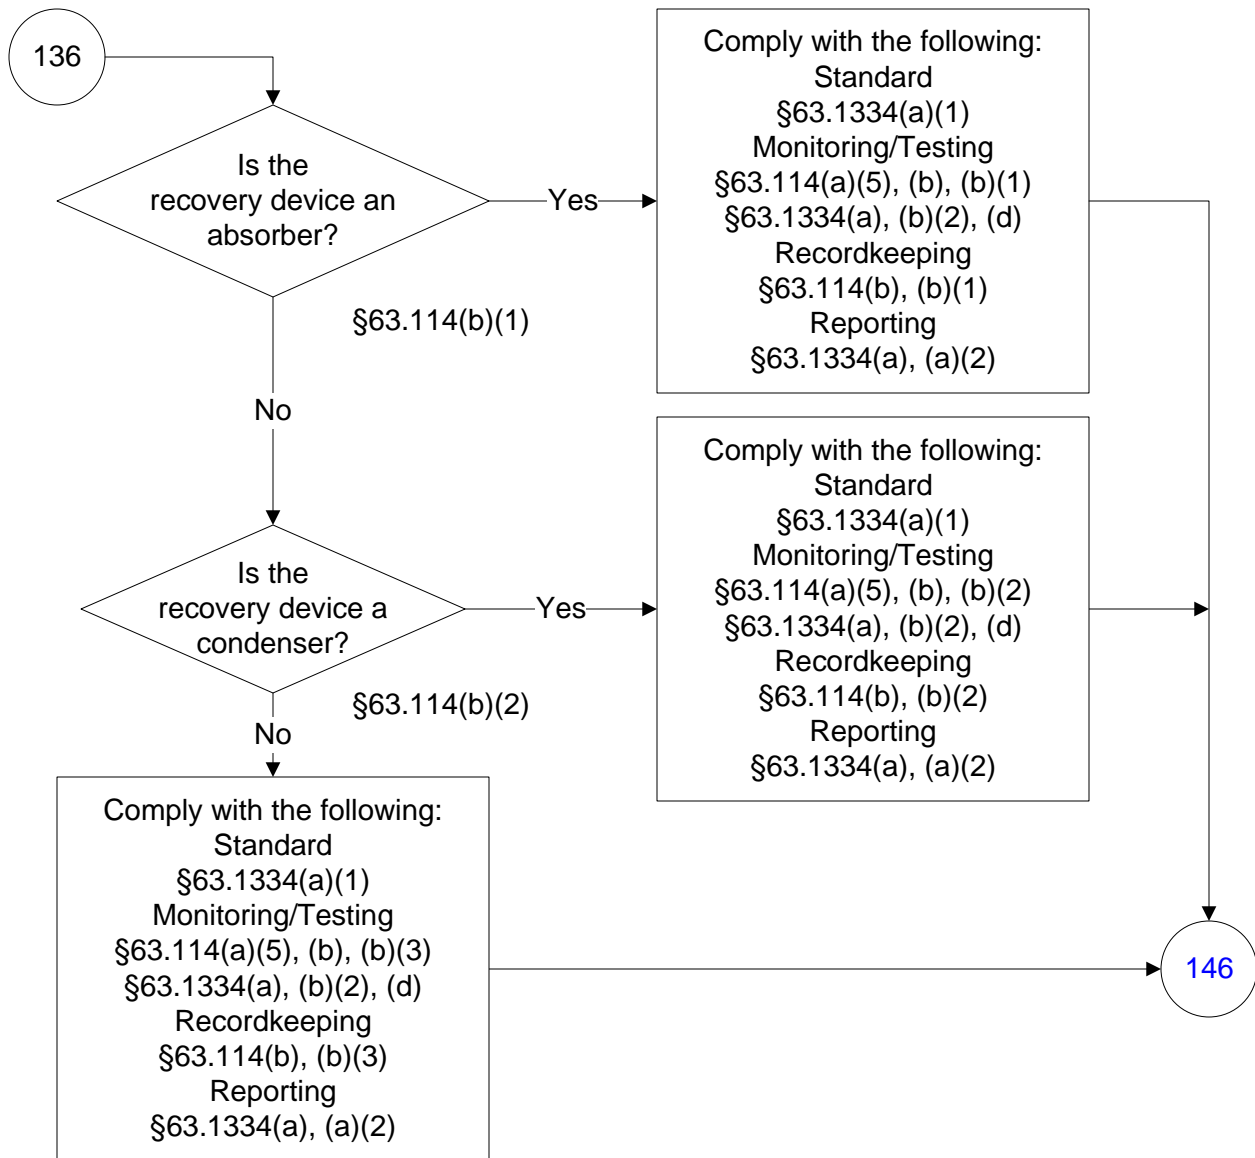 136
Is the
recovery device an
absorber?
Yes
§63.114(b)(1)
No
Comply with the following:
Standard
§63.1334(a)(1)
Monitoring/Testing
§63.114(a)(5), (b), (b)(1)
§63.1334(a), (b)(2), (d)
Recordkeeping
§63.114(b), (b)(1)
Reporting
§63.1334(a), (a)(2)
Is the
recovery device a
condenser?
Yes
§63.114(b)(2)
No
Comply with the following:
Standard
§63.1334(a)(1)
Monitoring/Testing
§63.114(a)(5), (b), (b)(2)
§63.1334(a), (b)(2), (d)
Recordkeeping
§63.114(b), (b)(2)
Reporting
§63.1334(a), (a)(2)
Comply with the following:
Standard
§63.1334(a)(1)
Monitoring/Testing
§63.114(a)(5), (b), (b)(3)
§63.1334(a), (b)(2), (d)
Recordkeeping
§63.114(b), (b)(3)
Reporting
§63.1334(a), (a)(2)
146